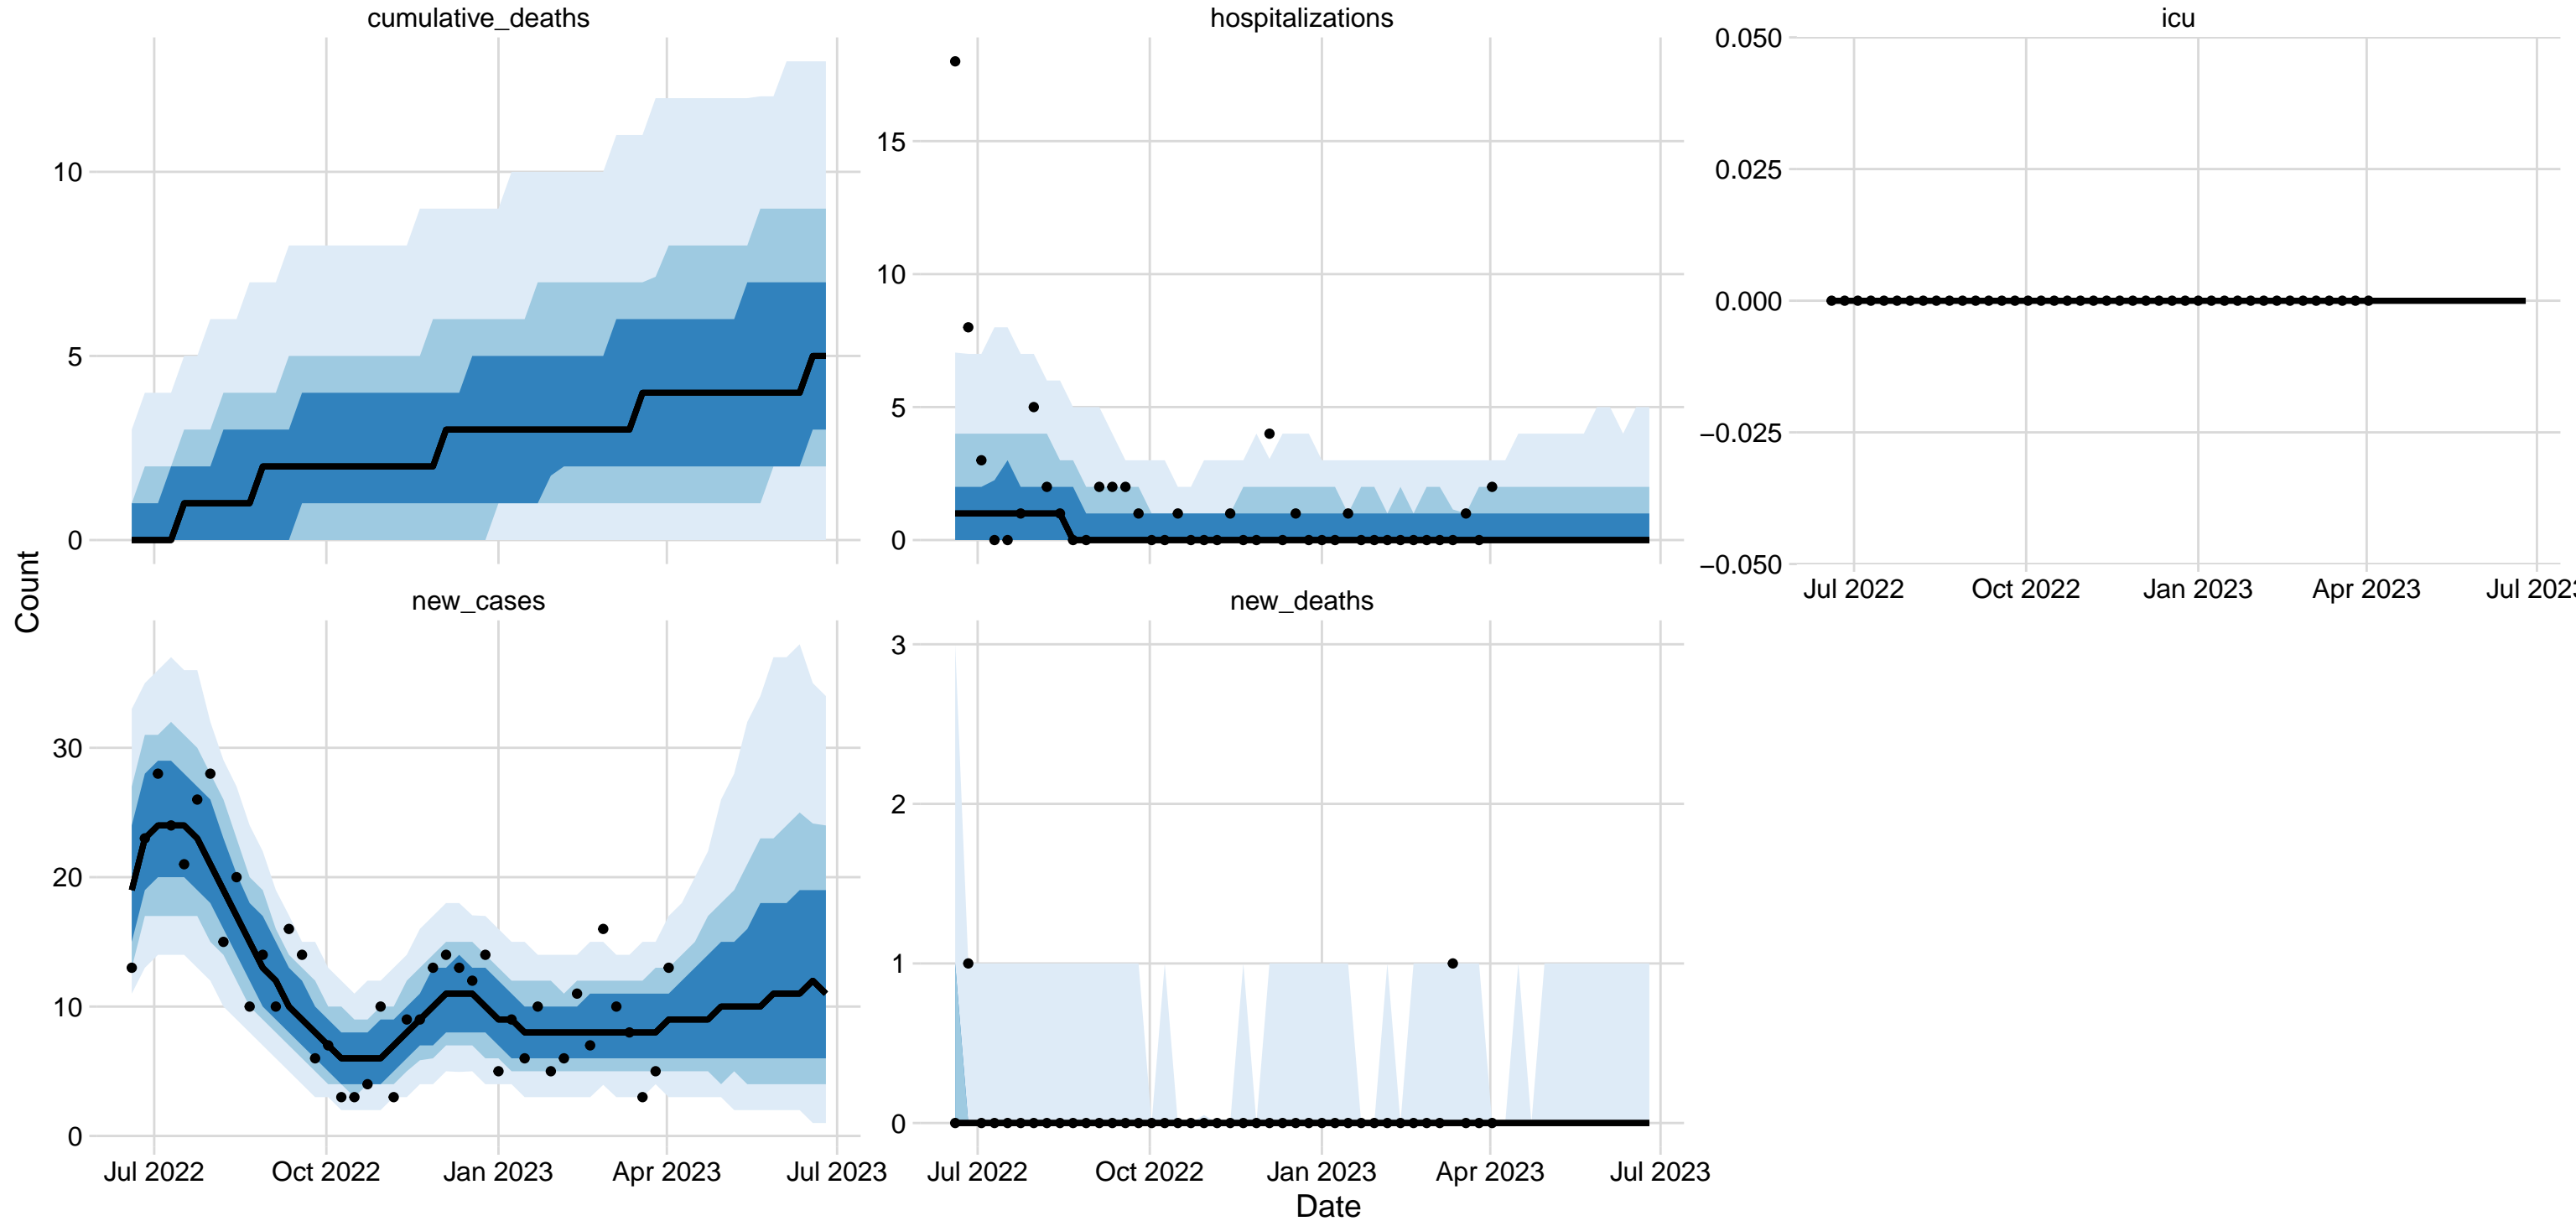 cumulative_deaths
hospitalizations
icu
10
5
0
15
10
5
0
0.050
0.025
0.000
−0.025
−0.050
Jul 2022
Oct 2022
Jan 2023
Apr 2023
Jul 202
Count
new_cases
new_deaths
30
20
10
0
3
2
1
0
Jul 2022
Oct 2022
Jan 2023
Apr 2023
Jul 2023
Jul 2022
Oct 2022
Jan 2023
Apr 2023
Jul 2023
Date